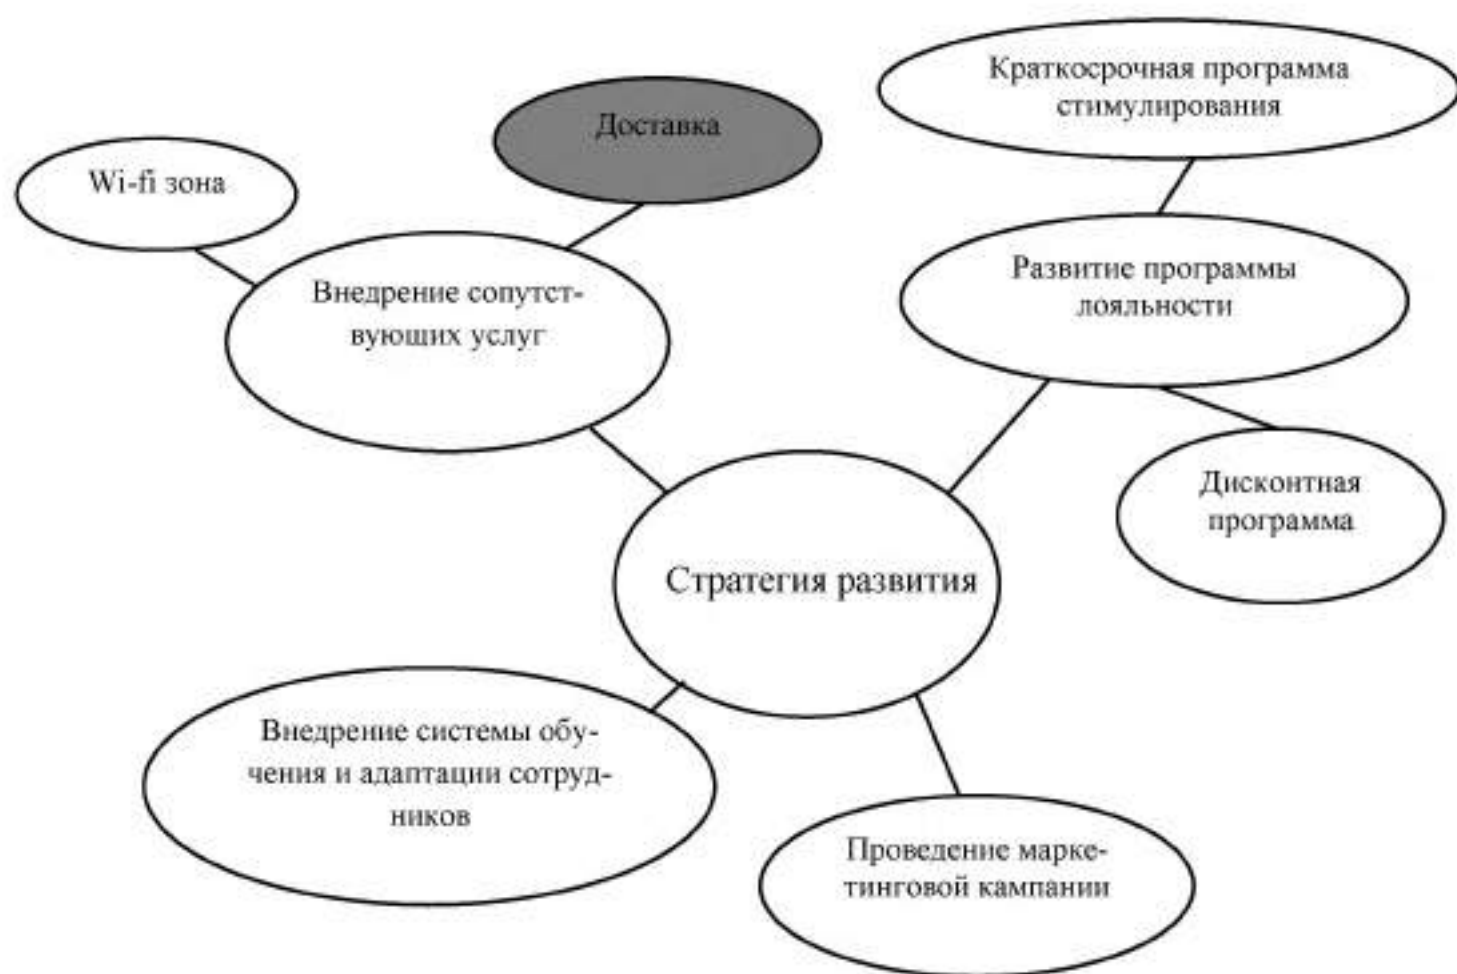 Краткосрочная программа
стимулирования
Доставка
Wi-fi зона
Внедрение сопутст-
вующих услуг
Развитие программы
лояльности
Дисконтная
программа
Стратегия развития
Внедрение системы обу-
чения и адаптации сотруд-
ников
Проведение марке-
тинговой кампании